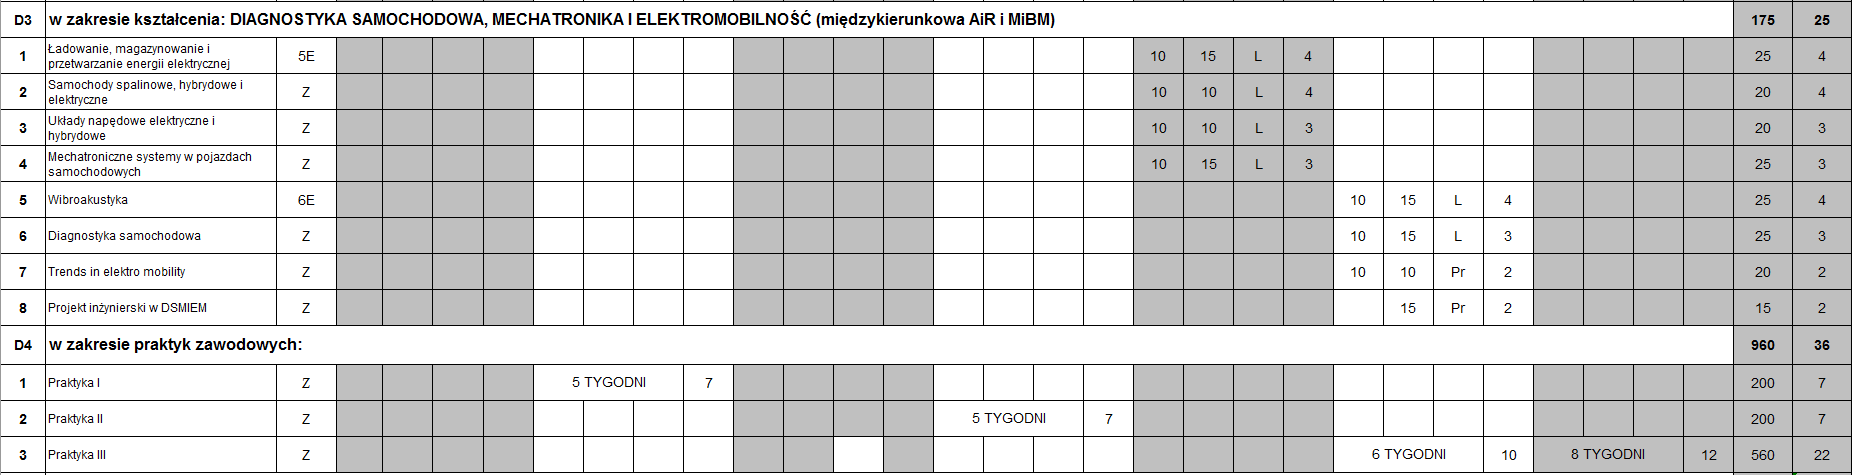 D3 w zakresie kształcenia: DIAGNOSTYKA SAMOCHODOWA, MECHATRONIKA I ELEKTROMOBILNOŚĆ (międzykierunkowa AiR i MiBM) 175 25
1 Ładowanie, magazynowanie i przetwarzanie energii elektrycznej 5E 10 15 L 4 25 4
2 Samochody spalinowe, hybrydowe i elektryczne Z 10 10 L 4 20 4
3 Układy napędowe elektryczne i hybrydowe Z 10 10 L 3 20 3
4 Mechatroniczne systemy w pojazdach samochodowych Z 10 15 L 3 25 3
5 Wibroakustyka 6E 10 15 L 4 25 4
6 Diagnostyka samochodowa Z 10 15 L 3 25 3
7 Trends in elektro mobility Z 10 10 Pr 2 20 2
8 Projekt inżynierski w DSMIEM Z 15 Pr 2 15 2
D4 w zakresie praktyk zawodowych: 960 36
1 Praktyka I Z 5 TYGODNI 7 200 7
2 Praktyka II Z 5 TYGODNI 7 200 7
3 Praktyka III Z 6 TYGODNI 10 8 TYGODNI 12 560 22